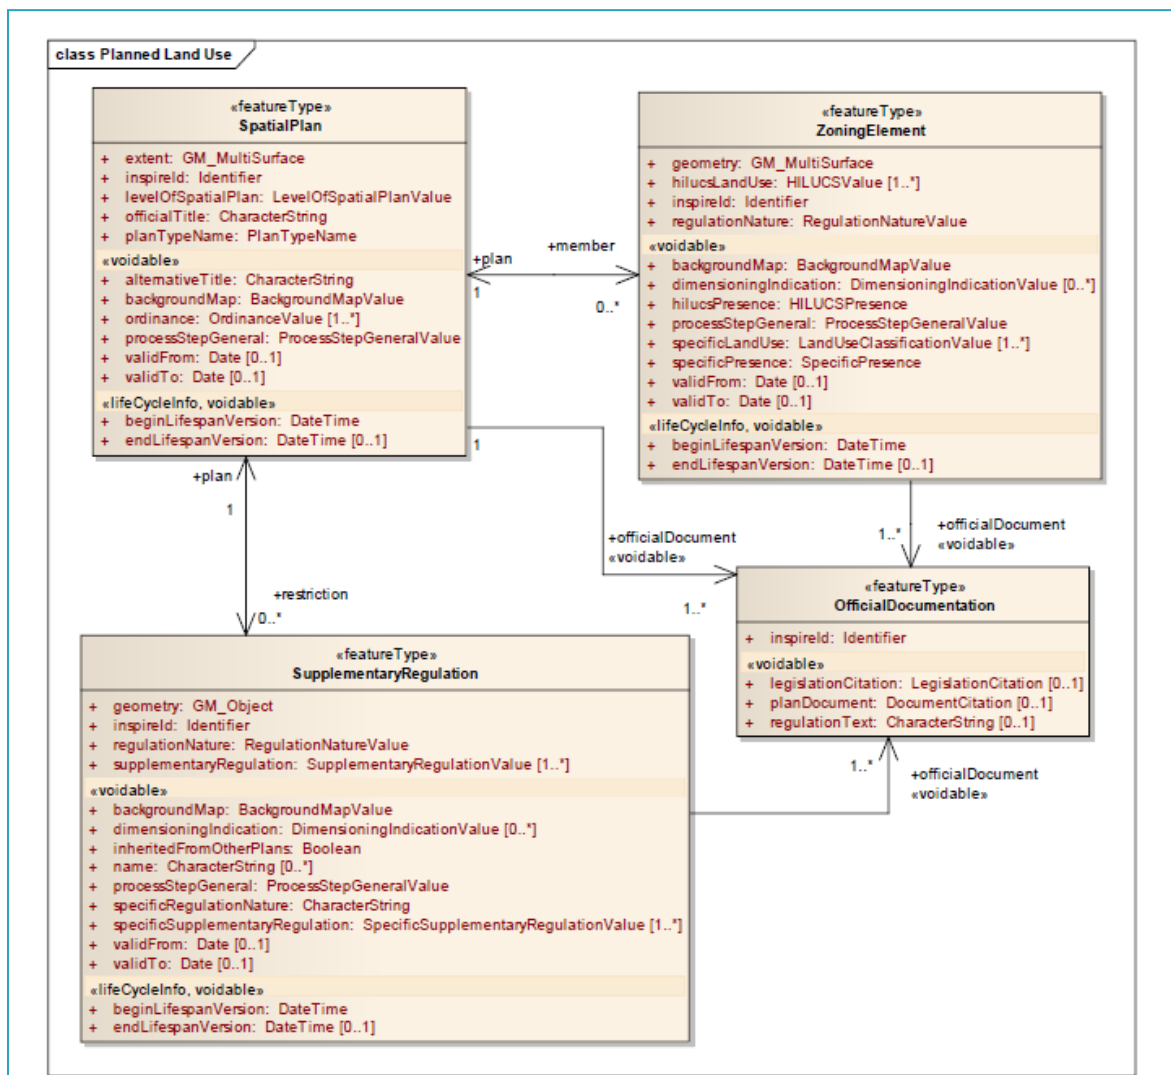 class Planned Land Use
«featureType»
SpatialPlan
+ extent: GM_MultiSurface
+ inspireId: Identifier
+ levelOfSpatialPlan: LevelOfSpatialPlanValue
+ officialTitle: CharacterString
+ planTypeName: PlanTypeName
«voidable»
+ alternativeTitle: CharacterString
+ backgroundMap: BackgroundMapValue
+ ordinance: OrdinanceValue [1..*]
+ processStepGeneral: ProcessStepGeneralValue
+ validFrom: Date [0..1]
+ validTo: Date [0..1]
«lifeCycleInfo, voidable»
+ beginLifespanVersion: DateTime
+ endLifespanVersion: DateTime [0..1]
+plan
1
+member
0..*
«featureType»
ZoningElement
+ geometry: GM_MultiSurface
+ hilucsLandUse: HILUCSValue [1..*]
+ inspireId: Identifier
+ regulationNature: RegulationNatureValue
«voidable»
+ backgroundMap: BackgroundMapValue
+ dimensioningIndication: DimensioningIndicationValue [0..*]
+ hilucsPresence: HILUCSPresence
+ processStepGeneral: ProcessStepGeneralValue
+ specificLandUse: LandUseClassificationValue [1..*]
+ specificPresence: SpecificPresence
+ validFrom: Date [0..1]
+ validTo: Date [0..1]
«lifeCycleInfo, voidable»
+ beginLifespanVersion: DateTime
+ endLifespanVersion: DateTime [0..1]
1
+plan
1
+officialDocument
«voidable»
1..*
1..*
+officialDocument
«voidable»
+restriction
0..*
«featureType»
OfficialDocumentation
+ inspireId: Identifier
«voidable»
+ legislationCitation: LegislationCitation [0..1]
+ planDocument: DocumentCitation [0..1]
+ regulationText: CharacterString [0..1]
«featureType»
SupplementaryRegulation
+ geometry: GM_Object
+ inspireId: Identifier
+ regulationNature: RegulationNatureValue
+ supplementaryRegulation: SupplementaryRegulationValue [1..*]
«voidable»
+ backgroundMap: BackgroundMapValue
+ dimensioningIndication: DimensioningIndicationValue [0..*]
+ inheritedFromOtherPlans: Boolean
+ name: CharacterString [0..*]
+ processStepGeneral: ProcessStepGeneralValue
+ specificRegulationNature: CharacterString
+ specificSupplementaryRegulation: SpecificSupplementaryRegulationValue [1..*]
+ validFrom: Date [0..1]
+ validTo: Date [0..1]
«lifeCycleInfo, voidable»
+ beginLifespanVersion: DateTime
+ endLifespanVersion: DateTime [0..1]
1..*
+officialDocument
«voidable»